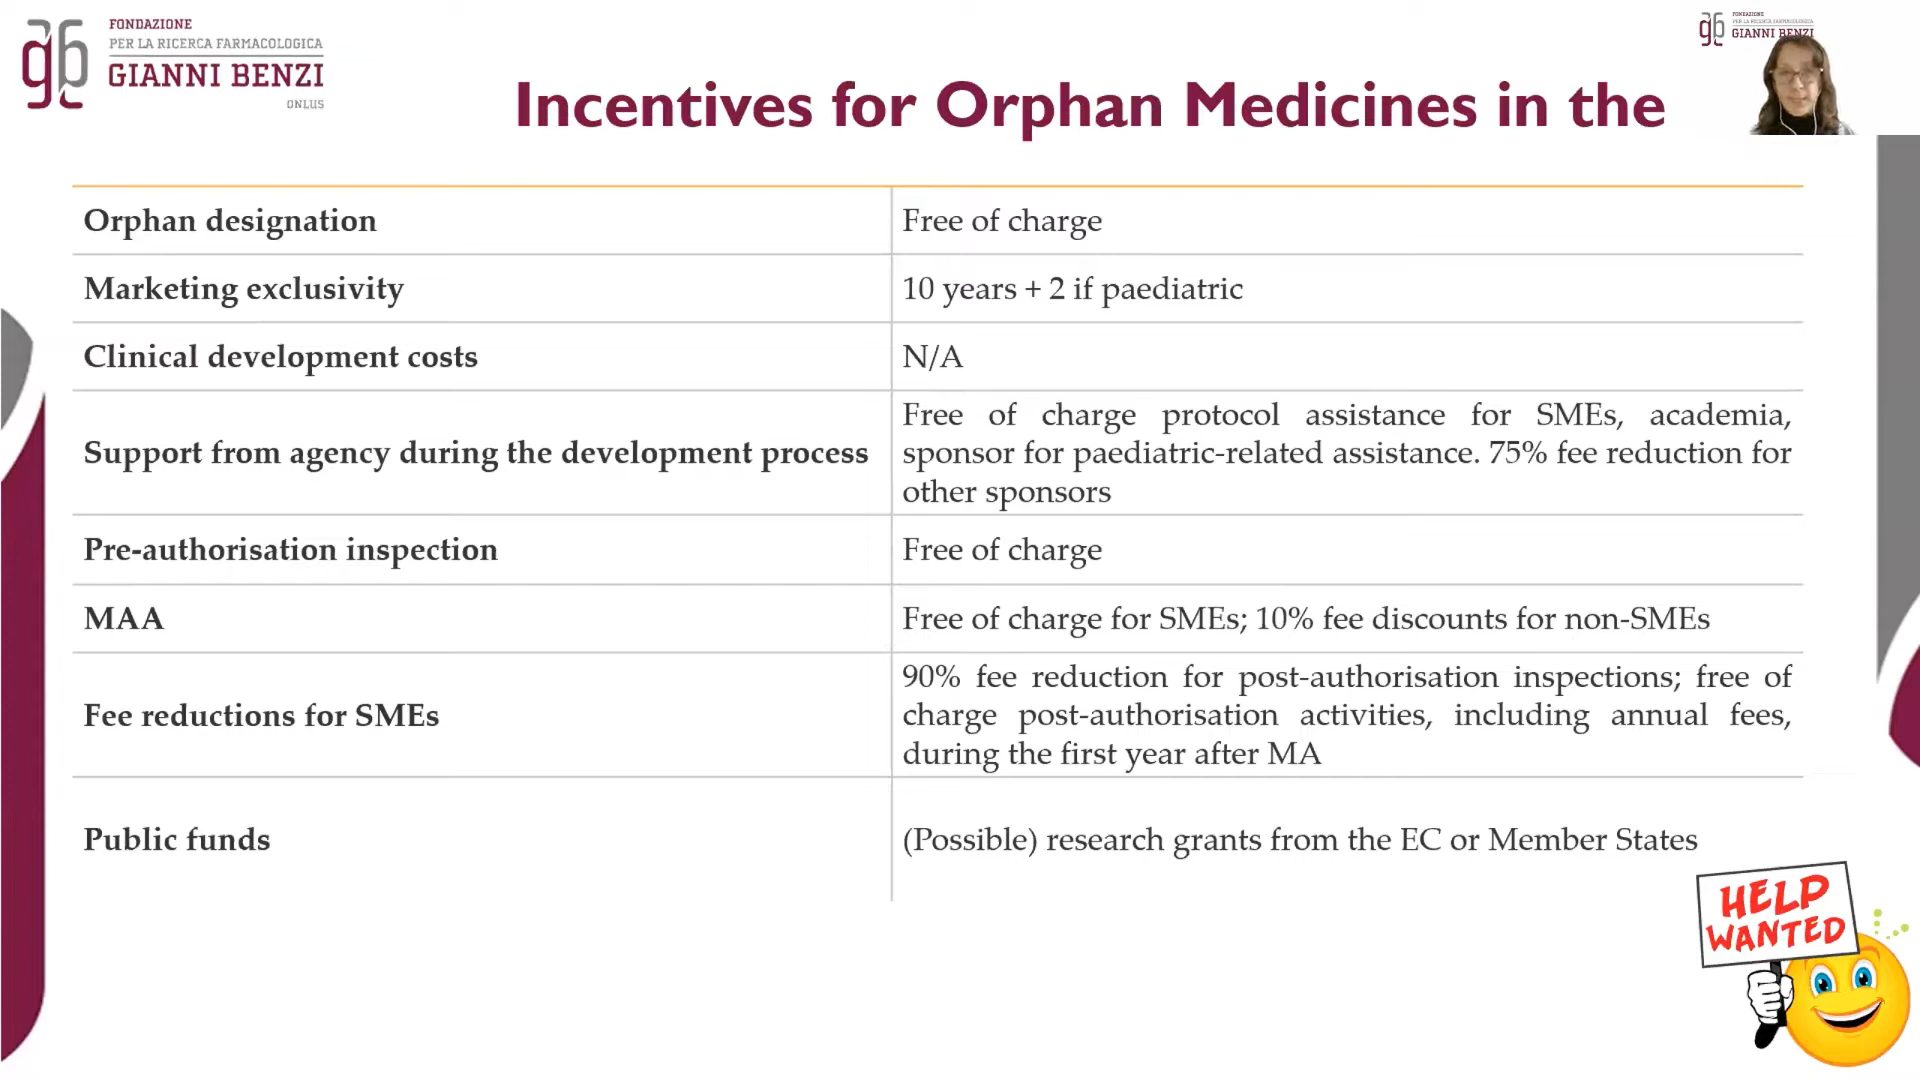 FONDAZIONE
PER LA RICERCA FARMACOLOGICA
GIANNI BENZI
ONLUS
FONDAZIONE
PER LA RICERCA FARMACOLOGICA
GIANNI BENZI
Incentives for Orphan Medicines in the
Orphan designation
Free of charge
Marketing exclusivity
10 years + 2 if paediatric
Clinical development costs
N/A
Support from agency during the development process
Free of charge protocol assistance for SMEs, academia,
sponsor for paediatric-related assistance. 75% fee reduction for
other sponsors
Pre-authorisation inspection
Free of charge
MAA
Free of charge for SMEs; 10% fee discounts for non-SMEs
Fee reductions for SMEs
90% fee reduction for post-authorisation inspections; free of
charge post-authorisation activities, including annual fees,
during the first year after MA
Public funds
(Possible) research grants from the EC or Member States
HELP
WANTED